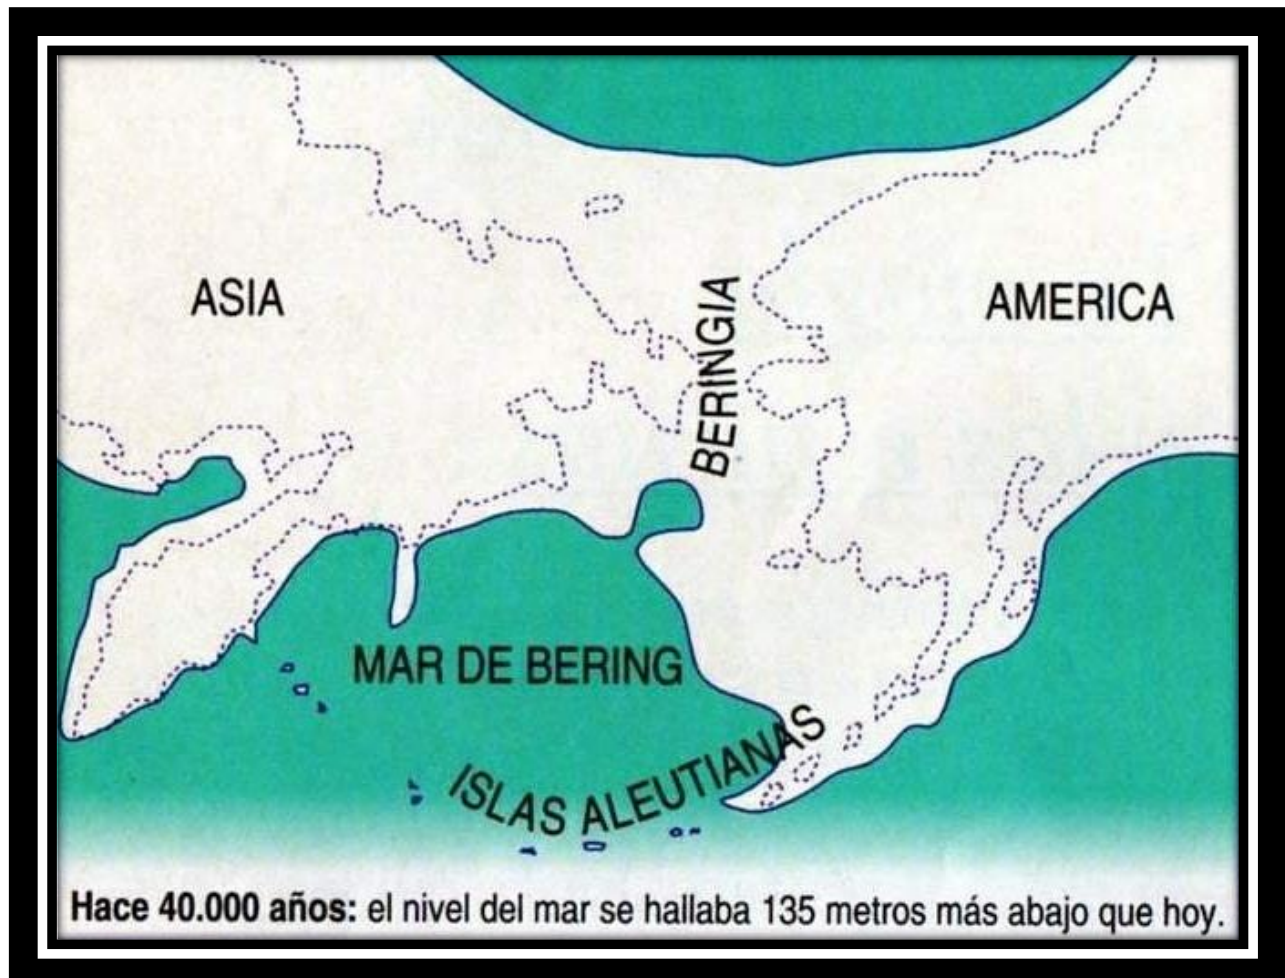 ASIA
AMERICA
BERINGIA
MAR DE BERING
ISLAS ALEUTIANAS
Hace 40.000 años: el nivel del mar se hallaba 135 metros más abajo que hoy.